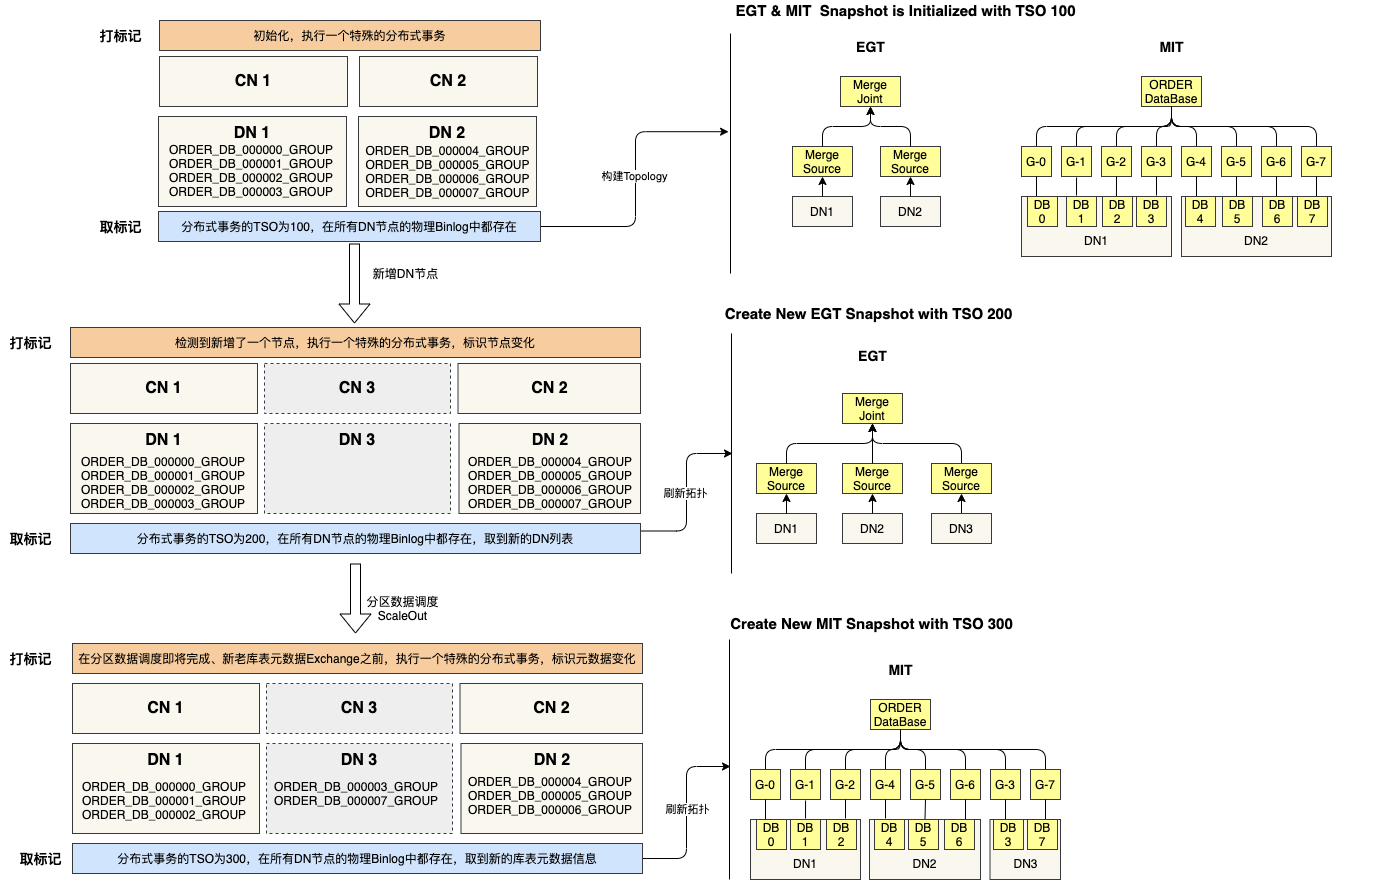 EGT & MIT  Snapshot is Initialized with TSO 100
打标记
初始化，执行一个特殊的分布式事务
CN 1
CN 2
DN 1
ORDER_DB_000000_GROUP
ORDER_DB_000001_GROUP
ORDER_DB_000002_GROUP
ORDER_DB_000003_GROUP
DN 2
ORDER_DB_000004_GROUP
ORDER_DB_000005_GROUP
ORDER_DB_000006_GROUP
ORDER_DB_000007_GROUP
取标记
分布式事务的TSO为100，在所有DN节点的物理Binlog中都存在
构建Topology
EGT
Merge
Joint
Merge
Source
Merge
Source
DN1
DN2
MIT
ORDER
DataBase
G-0
G-1
G-2
G-3
G-4
G-5
G-6
G-7
DB
0
DB
1
DB
2
DB
3
DB
4
DB
5
DB
6
DB
7
DN1
DN2
新增DN节点
Create New EGT Snapshot with TSO 200
打标记
检测到新增了一个节点，执行一个特殊的分布式事务，标识节点变化
CN 1
CN 3
CN 2
DN 1
ORDER_DB_000000_GROUP
ORDER_DB_000001_GROUP
ORDER_DB_000002_GROUP
ORDER_DB_000003_GROUP
DN 3
DN 2
ORDER_DB_000004_GROUP
ORDER_DB_000005_GROUP
ORDER_DB_000006_GROUP
ORDER_DB_000007_GROUP
取标记
分布式事务的TSO为200，在所有DN节点的物理Binlog中都存在，取到新的DN列表
刷新拓扑
EGT
Merge
Joint
Merge
Source
Merge
Source
Merge
Source
DN1
DN2
DN3
分区数据调度
ScaleOut
Create New MIT Snapshot with TSO 300
打标记
在分区数据调度即将完成、新老库表元数据Exchange之前，执行一个特殊的分布式事务，标识元数据变化
CN 1
CN 3
CN 2
DN 1
ORDER_DB_000000_GROUP
ORDER_DB_000001_GROUP
ORDER_DB_000002_GROUP
DN 3
ORDER_DB_000003_GROUP
ORDER_DB_000007_GROUP
DN 2
ORDER_DB_000004_GROUP
ORDER_DB_000005_GROUP
ORDER_DB_000006_GROUP
取标记
分布式事务的TSO为300，在所有DN节点的物理Binlog中都存在，取到新的库表元数据信息
刷新拓扑
MIT
ORDER
DataBase
G-0
G-1
G-2
G-4
G-5
G-6
G-3
G-7
DB
0
DB
1
DB
2
DB
4
DB
5
DB
6
DB
3
DB
7
DN1
DN2
DN3